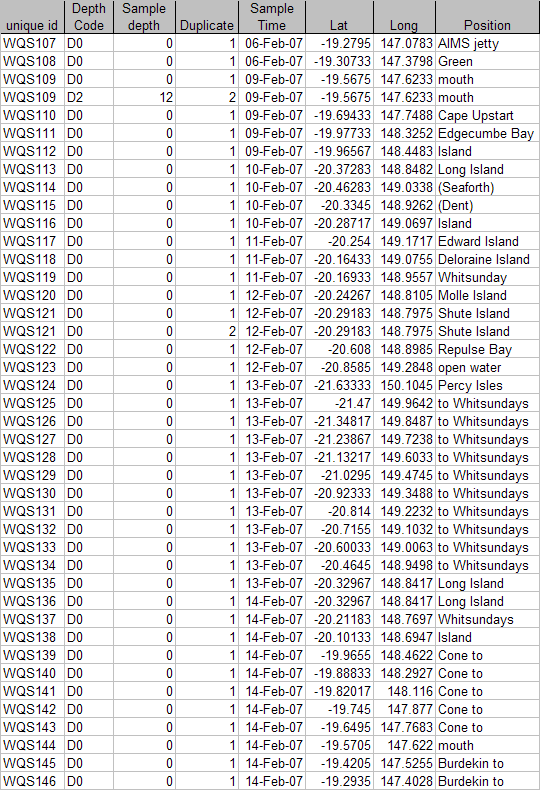 unique id Depth Code Sample depth Duplicate Sample Time Lat Long Position
WQS107 D0 0 1 06-Feb-07 -19.2795 147.0783 AIMS jetty
WQS108 D0 0 1 06-Feb-07 -19.30733 147.3798 Green
WQS109 D0 0 1 09-Feb-07 -19.5675 147.6233 mouth
WQS109 D2 12 2 09-Feb-07 -19.5675 147.6233 mouth
WQS110 D0 0 1 09-Feb-07 -19.69433 147.7488 Cape Upstart
WQS111 D0 0 1 09-Feb-07 -19.97733 148.3252 Edgecumbe Bay
WQS112 D0 0 1 09-Feb-07 -19.96567 148.4483 Island
WQS113 D0 0 1 10-Feb-07 -20.37283 148.8482 Long Island
WQS114 D0 0 1 10-Feb-07 -20.46283 149.0338 (Seaforth)
WQS115 D0 0 1 10-Feb-07 -20.3345 148.9262 (Dent)
WQS116 D0 0 1 10-Feb-07 -20.28717 149.0697 Island
WQS117 D0 0 1 11-Feb-07 -20.254 149.1717 Edward Island
WQS118 D0 0 1 11-Feb-07 -20.16433 149.0755 Deloraine Island
WQS119 D0 0 1 11-Feb-07 -20.16933 148.9557 Whitsunday
WQS120 D0 0 1 12-Feb-07 -20.24267 148.8105 Molle Island
WQS121 D0 0 1 12-Feb-07 -20.29183 148.7975 Shute Island
WQS121 D0 0 2 12-Feb-07 -20.29183 148.7975 Shute Island
WQS122 D0 0 1 12-Feb-07 -20.608 148.8985 Repulse Bay
WQS123 D0 0 1 12-Feb-07 -20.8585 149.2848 open water
WQS124 D0 0 1 13-Feb-07 -21.63333 150.1045 Percy Isles
WQS125 D0 0 1 13-Feb-07 -21.47 149.9642 to Whitsundays
WQS126 D0 0 1 13-Feb-07 -21.34817 149.8487 to Whitsundays
WQS127 D0 0 1 13-Feb-07 -21.23867 149.7238 to Whitsundays
WQS128 D0 0 1 13-Feb-07 -21.13217 149.6033 to Whitsundays
WQS129 D0 0 1 13-Feb-07 -21.0295 149.4745 to Whitsundays
WQS130 D0 0 1 13-Feb-07 -20.92333 149.3488 to Whitsundays
WQS131 D0 0 1 13-Feb-07 -20.814 149.2232 to Whitsundays
WQS132 D0 0 1 13-Feb-07 -20.7155 149.1032 to Whitsundays
WQS133 D0 0 1 13-Feb-07 -20.60033 149.0063 to Whitsundays
WQS134 D0 0 1 13-Feb-07 -20.4645 148.9498 to Whitsundays
WQS135 D0 0 1 13-Feb-07 -20.32967 148.8417 Long Island
WQS136 D0 0 1 14-Feb-07 -20.32967 148.8417 Long Island
WQS137 D0 0 1 14-Feb-07 -20.21183 148.7697 Whitsundays
WQS138 D0 0 1 14-Feb-07 -20.10133 148.6947 Island
WQS139 D0 0 1 14-Feb-07 -19.9655 148.4622 Cone to
WQS140 D0 0 1 14-Feb-07 -19.88833 148.2927 Cone to
WQS141 D0 0 1 14-Feb-07 -19.82017 148.116 Cone to
WQS142 D0 0 1 14-Feb-07 -19.745 147.877 Cone to
WQS143 D0 0 1 14-Feb-07 -19.6495 147.7683 Cone to
WQS144 D0 0 1 14-Feb-07 -19.5705 147.622 mouth
WQS145 D0 0 1 14-Feb-07 -19.4205 147.5255 Burdekin to
WQS146 D0 0 1 14-Feb-07 -19.2935 147.4028 Burdekin to